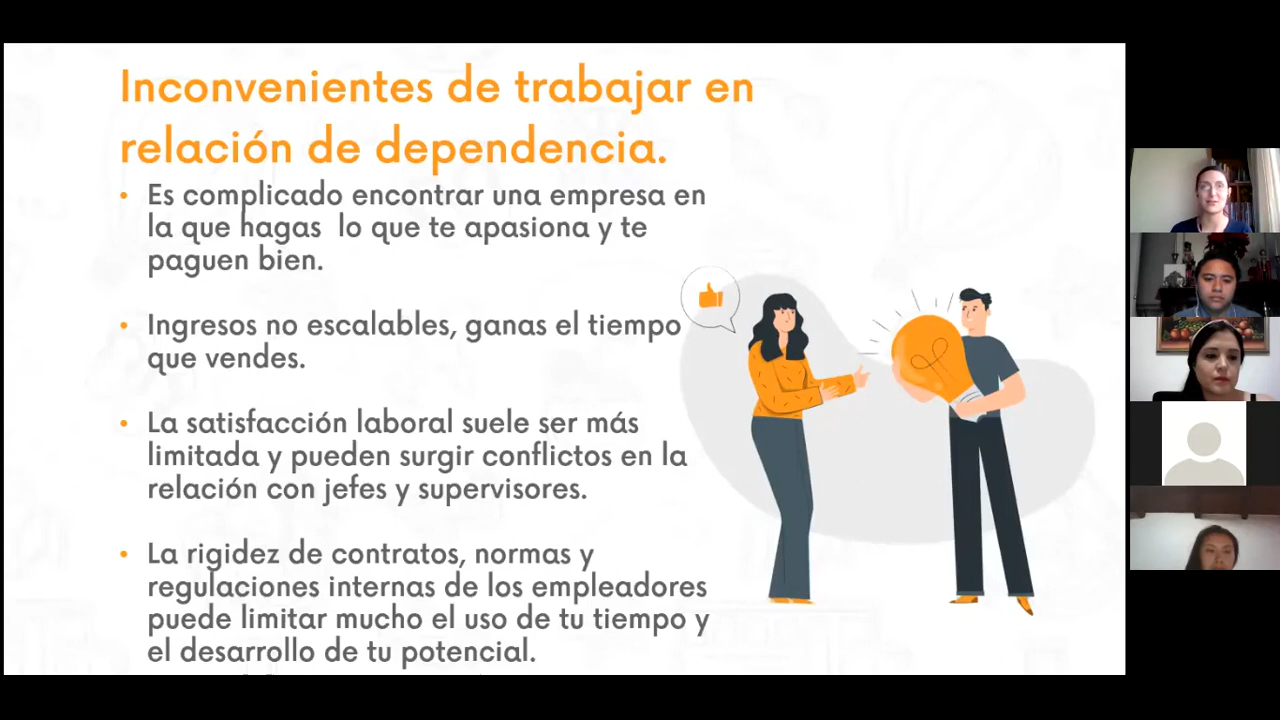 Inconvenientes de trabajar en
relación de dependencia.
• Es complicado encontrar una empresa en
la que hagas lo que te apasiona y te
paguen bien.
• Ingresos no escalables, ganas el tiempo
que vendes.
• La satisfacción laboral suele ser más
limitada y pueden surgir conflictos en la
relación con jefes y supervisores.
• La rigidez de contratos, normas y
regulaciones internas de los empleadores
puede limitar mucho el uso de tu tiempo y
el desarrollo de tu potencial.